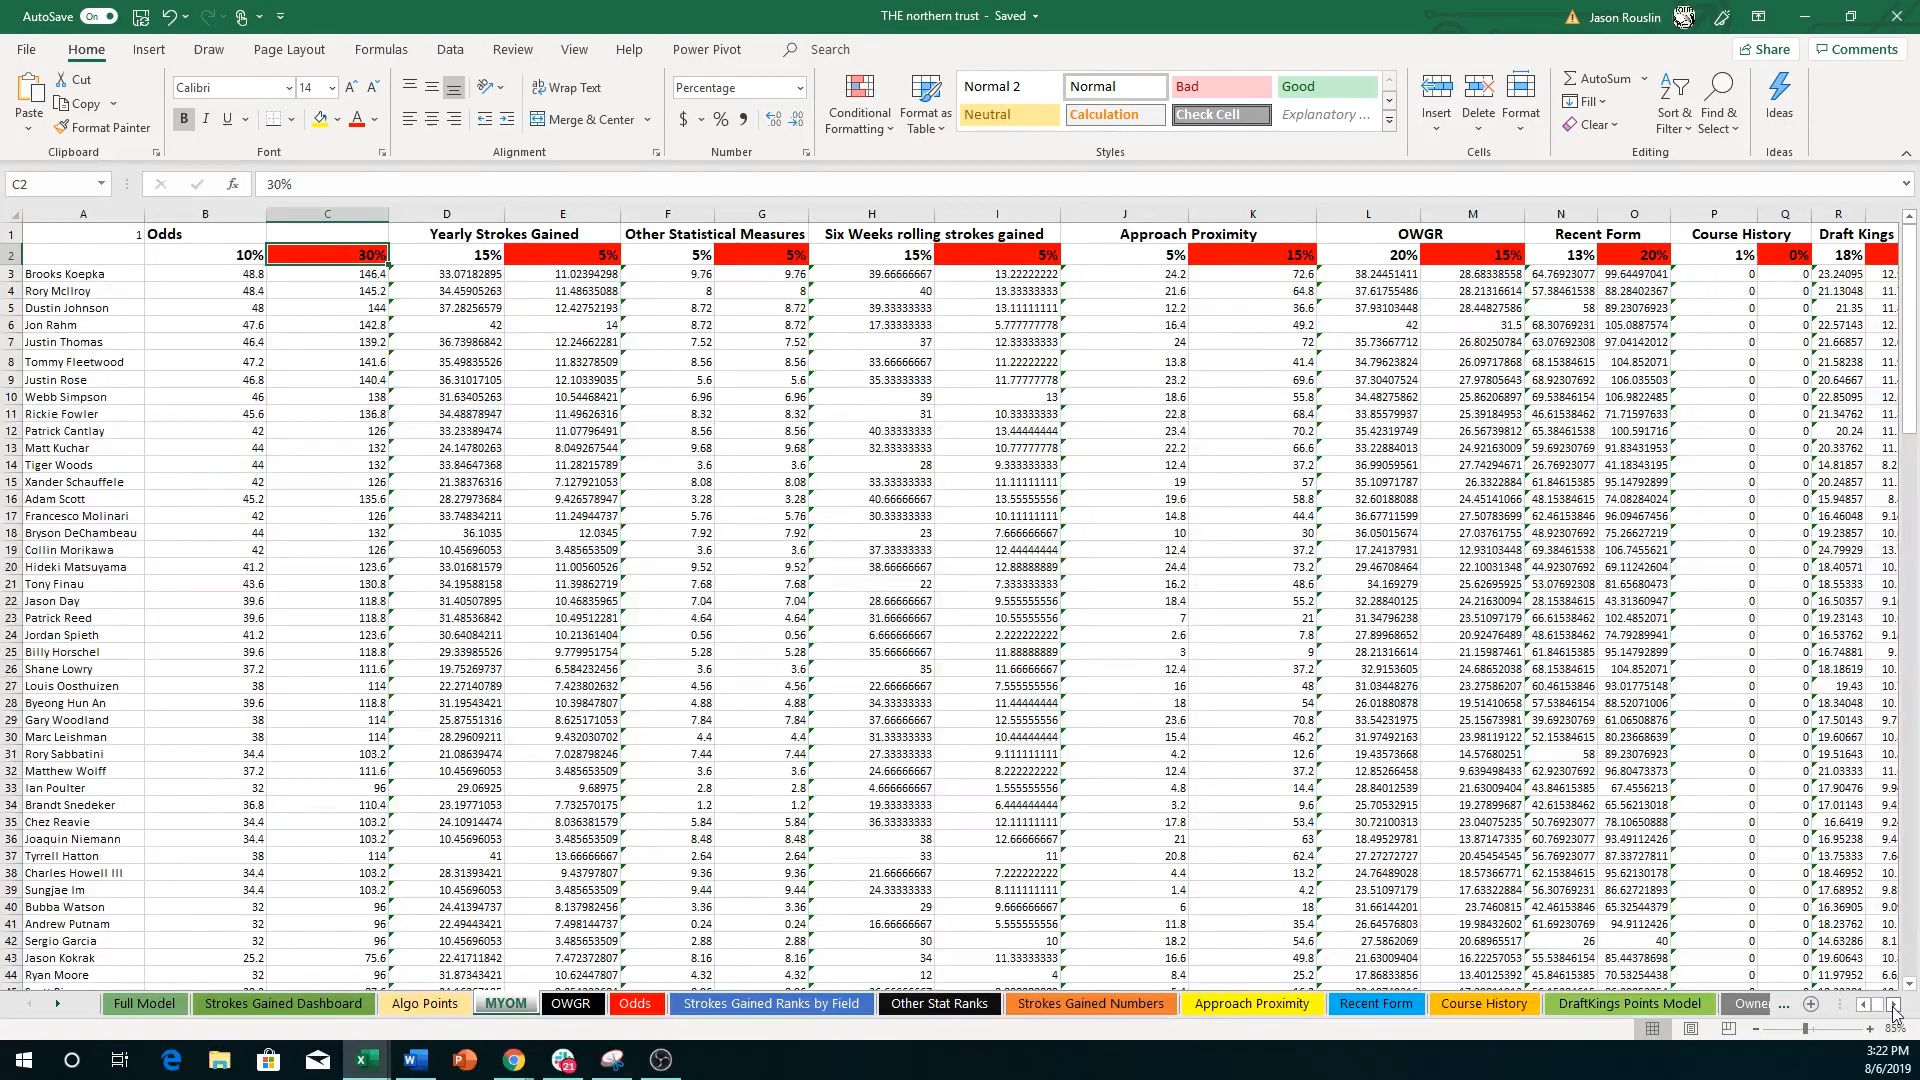 AutoSave On THE northern trust - Saved Jason Rouslin
File Home Insert Draw Page Layout Formulas Data Review View Help Power Pivot Search Share Comments
Paste Cut Copy Format Painter Clipboard
Calibri 14 B I U Font
Wrap Text Merge & Center Alignment
Percentage $ % Number
Conditional Formatting Format as Table Normal 2 Normal Bad Good Neutral Calculation Check Cell Explanatory ... Styles
Insert Delete Format Cells
AutoSum Fill Clear Sort & Filter Find & Select Editing Ideas Ideas
C2 fx 30%
A B C D E F G H I J K L M N O P Q R
1 1 Odds Yearly Strokes Gained Other Statistical Measures Six Weeks rolling strokes gained Approach Proximity OWGR Recent Form Course History Draft Kings
2 10% 30% 15% 5% 5% 5% 15% 5% 5% 15% 20% 15% 13% 20% 1% 0% 18%
3 Brooks Koepka 48.8 146.4 33.07182895 11.02394298 9.76 9.76 39.66666667 13.22222222 24.2 72.6 38.24451411 28.68338558 64.76923077 99.64497041 0 0 23.24095
4 Rory McIlroy 48.4 145.2 34.45905263 11.48635088 8 8 40 13.33333333 21.6 64.8 37.61755486 28.21316614 57.38461538 88.28402367 0 0 21.13048
5 Dustin Johnson 48 144 37.28256579 12.42752193 8.72 8.72 39.33333333 13.11111111 12.2 36.6 37.93103448 28.44827586 58 89.23076923 0 0 21.35
6 Jon Rahm 47.6 142.8 42 14 8.72 8.72 17.33333333 5.777777778 16.4 49.2 42 31.5 68.30769231 105.0887574 0 0 22.57143
7 Justin Thomas 46.4 139.2 36.73986842 12.24662281 7.52 7.52 37 12.33333333 24 72 35.73667712 26.80250784 63.07692308 97.04142012 0 0 21.66857
8 Tommy Fleetwood 47.2 141.6 35.49835526 11.83278509 8.56 8.56 33.66666667 11.22222222 13.8 41.4 34.79623824 26.09717868 68.15384615 104.852071 0 0 21.58238
9 Justin Rose 46.8 140.4 36.31017105 12.10339035 5.6 5.6 35.33333333 11.77777777 23.2 69.6 37.30407524 27.97805643 68.92307692 106.035503 0 0 20.64667
10 Webb Simpson 46 138 31.63405263 10.54468421 6.96 6.96 39 13 18.6 55.8 34.48275862 25.86206897 69.53846154 106.9822485 0 0 22.85095
11 Rickie Fowler 45.6 136.8 34.48878947 11.49626316 8.32 8.32 31 10.33333333 22.8 68.4 33.85579937 25.39184953 46.61538462 71.71597633 0 0 21.34762
12 Patrick Cantlay 42 126 33.23389474 11.07796491 8.56 8.56 40.33333333 13.44444444 23.4 70.2 35.42319749 26.56739812 65.38461538 100.591716 0 0 20.24
13 Matt Kuchar 44 132 24.14780263 8.049267544 9.68 9.68 32.33333333 10.77777778 22.2 66.6 33.22884013 24.92163009 59.69230769 91.83431953 0 0 20.33762
14 Tiger Woods 44 132 33.84647368 11.28215789 3.6 3.6 28 9.333333333 12.4 37.2 36.99059561 27.74294671 26.76923077 41.18343195 0 0 14.81857
15 Xander Schauffele 42 126 21.38376316 7.127921053 8.08 8.08 33.33333333 11.11111111 19 57 35.10971787 26.3322884 61.84615385 95.14792899 0 0 20.24857
16 Adam Scott 45.2 135.6 28.27973684 9.426578947 3.28 3.28 40.66666667 13.55555555 19.6 58.8 32.60188088 24.45141066 48.15384615 74.08284024 0 0 15.94857
17 Francesco Molinari 42 126 33.74834211 11.24944737 5.76 5.76 30.33333333 10.11111111 14.8 44.4 36.67711599 27.50783699 62.46153846 96.09467456 0 0 16.46048
18 Bryson DeChambeau 44 132 36.1035 12.0345 7.92 7.92 23 7.666666667 10 30 36.05015674 27.03761755 48.92307692 75.26627219 0 0 19.23857
19 Collin Morikawa 42 126 10.45696053 3.485653509 3.6 3.6 37.33333333 12.44444444 12.4 37.2 17.24137931 12.93103448 69.38461538 106.7455621 0 0 24.79929
20 Hideki Matsuyama 41.2 123.6 33.01681579 11.00560526 9.52 9.52 38.66666667 12.88888889 24.4 73.2 29.46708464 22.10031348 44.92307692 69.11242604 0 0 18.40571
21 Tony Finau 43.6 130.8 34.19588158 11.39862719 7.68 7.68 22 7.333333333 16.2 48.6 34.169279 25.62695925 53.07692308 81.65680473 0 0 18.55333
22 Jason Day 39.6 118.8 31.40507895 10.46835965 7.04 7.04 28.66666667 9.555555556 18.4 55.2 32.28840125 24.21630094 28.15384615 43.31360947 0 0 16.50357
23 Patrick Reed 39.6 118.8 31.48536842 10.49512281 4.64 4.64 31.66666667 10.55555555 7 21 31.34796238 23.51097179 66.61538462 102.4852071 0 0 19.23143
24 Jordan Spieth 41.2 123.6 30.64084211 10.21361404 0.56 0.56 6.666666667 2.222222222 2.6 7.8 27.89968652 20.92476489 48.61538462 74.79289941 0 0 16.53762
25 Billy Horschel 39.6 118.8 29.33985526 9.779951754 5.28 5.28 35.66666667 11.88888889 3 9 28.21316614 21.15987461 61.84615385 95.14792899 0 0 16.74881
26 Shane Lowry 37.2 111.6 19.75269737 6.584232456 3.6 3.6 35 11.66666667 12.4 37.2 32.9153605 24.68652038 68.15384615 104.852071 0 0 18.18619
27 Louis Oosthuizen 38 114 22.27140789 7.423802632 4.56 4.56 22.66666667 7.555555556 16 48 31.03448276 23.27586207 60.46153846 93.01775148 0 0 19.43
28 Byeong Hun An 39.6 118.8 31.19543421 10.39847807 4.88 4.88 34.33333333 11.44444444 18 54 26.01880878 19.51410658 57.53846154 88.52071006 0 0 18.34048
29 Gary Woodland 38 114 25.87551316 8.625171053 7.84 7.84 37.66666667 12.55555555 23.6 70.8 33.54231975 25.15673981 39.69230769 61.06508876 0 0 17.50143
30 Marc Leishman 38 114 28.29609211 9.432030702 4.4 4.4 31.33333333 10.44444444 15.4 46.2 31.97492163 23.98119122 52.15384615 80.23668639 0 0 19.60667
31 Rory Sabbatini 34.4 103.2 21.08639474 7.028798246 7.44 7.44 27.33333333 9.111111111 4.2 12.6 19.43573668 14.57680251 58 89.23076923 0 0 19.51643
32 Matthew Wolff 37.2 111.6 10.45696053 3.485653509 3.6 3.6 24.66666667 8.222222222 12.4 37.2 12.85266458 9.639498433 62.92307692 96.80473373 0 0 21.03333
33 Ian Poulter 32 96 29.06925 9.68975 2.8 2.8 4.666666667 1.555555556 4.8 14.4 28.84012539 21.63009404 43.84615385 67.4556213 0 0 17.90476
34 Brandt Snedeker 36.8 110.4 23.19771053 7.732570175 1.2 1.2 19.33333333 6.444444444 3.2 9.6 25.70532915 19.27899687 42.61538462 65.56213018 0 0 17.01143
35 Chez Reavie 34.4 103.2 24.10914474 8.036381579 5.84 5.84 36.33333333 12.11111111 17.8 53.4 30.72100313 23.04075235 50.76923077 78.10650888 0 0 16.6419
36 Joaquin Niemann 34.4 103.2 10.45696053 3.485653509 8.48 8.48 38 12.66666667 21 63 18.49529781 13.87147335 60.76923077 93.49112426 0 0 16.95238
37 Tyrrell Hatton 38 114 41 13.66666667 2.64 2.64 33 11 20.8 62.4 27.27272727 20.45454545 56.76923077 87.33727811 0 0 13.75333
38 Charles Howell III 34.4 103.2 28.31393421 9.43797807 9.36 9.36 21.66666667 7.222222222 4.4 13.2 24.76489028 18.57366771 62.15384615 95.62130178 0 0 18.46952
39 Sungjae Im 34.4 103.2 10.45696053 3.485653509 9.44 9.44 24.33333333 8.111111111 1.4 4.2 23.51097179 17.63322884 56.30769231 86.62721893 0 0 17.68952
40 Bubba Watson 32 96 24.41394737 8.137982456 3.36 3.36 29 9.666666667 6 18 31.66144201 23.7460815 42.46153846 65.32544379 0 0 16.36905
41 Andrew Putnam 32 96 22.49443421 7.498144737 0.24 0.24 16.66666667 5.555555556 11.8 35.4 26.64576803 19.98432602 61.69230769 94.9112426 0 0 18.23762
42 Sergio Garcia 32 96 10.45696053 3.485653509 2.88 2.88 30 10 18.2 54.6 27.5862069 20.68965517 26 40 0 0 14.63286
43 Jason Kokrak 25.2 75.6 22.41711842 7.472372807 8.16 8.16 34 11.33333333 16.6 49.8 21.63009404 16.22257053 55.53846154 85.44378698 0 0 19.60643
44 Ryan Moore 32 96 31.87343421 10.62447807 4.32 4.32 12 4 8.4 25.2 17.86833856 13.40125392 45.84615385 70.53254438 0 0 11.97952
Full Model Strokes Gained Dashboard Algo Points MYOM OWGR Odds Strokes Gained Ranks by Field Other Stat Ranks Strokes Gained Numbers Approach Proximity Recent Form Course History DraftKings Points Model Owner ...
85%
21
3:22 PM
8/6/2019